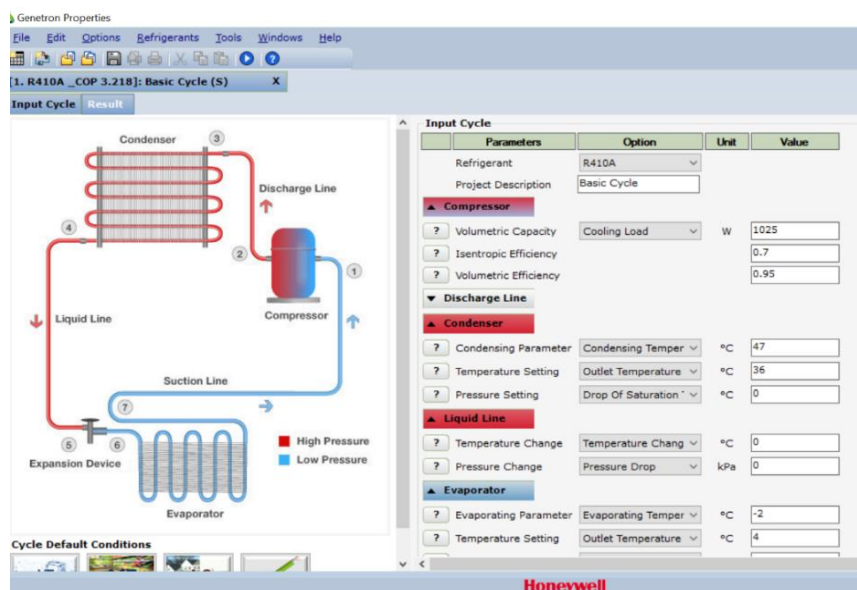 Genetron Properties
File Edit Options Refrigerants Tools Windows Help
[1. R410A _COP 3.218]: Basic Cycle (S) X
Input Cycle Result
Condenser
3
Discharge Line
4
2
1
Liquid Line
Compressor
Suction Line
7
5
6
Expansion Device
High Pressure
Low Pressure
Evaporator
Cycle Default Conditions
Input Cycle
Parameters Option Unit Value
Refrigerant R410A
Project Description Basic Cycle
Compressor
? Volumetric Capacity Cooling Load W 1025
? Isentropic Efficiency 0.7
? Volumetric Efficiency 0.95
Discharge Line
Condenser
? Condensing Parameter Condensing Temper °C 47
? Temperature Setting Outlet Temperature °C 36
? Pressure Setting Drop Of Saturation °C 0
Liquid Line
? Temperature Change Temperature Chang °C 0
? Pressure Change Pressure Drop kPa 0
Evaporator
? Evaporating Parameter Evaporating Temper °C -2
? Temperature Setting Outlet Temperature °C 4
Honeywell